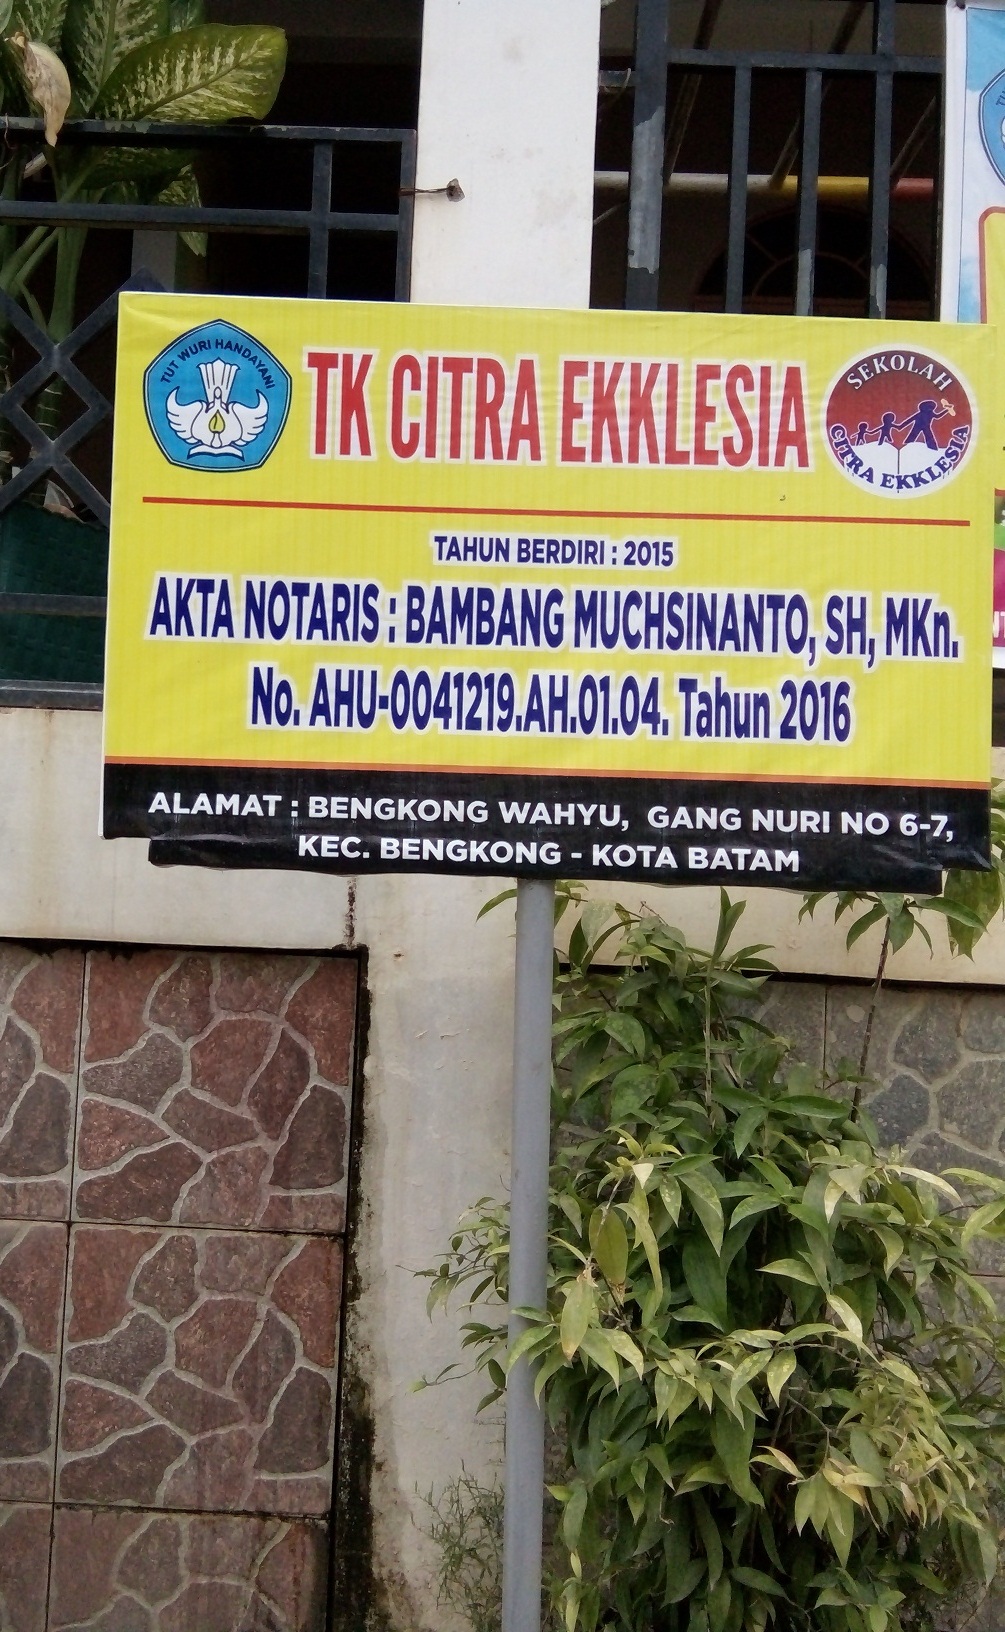 TUT WURI HANDAYANI
TK CITRA EKKLESIA
SEKOLAH
CITRA EKKLESIA
TAHUN BERDIRI : 2015
AKTA NOTARIS : BAMBANG MUCHSINANTO, SH, MKn.
No. AHU-0041219.AH.01.04. Tahun 2016
ALAMAT : BENGKONG WAHYU, GANG NURI NO 6-7,
KEC. BENGKONG - KOTA BATAM